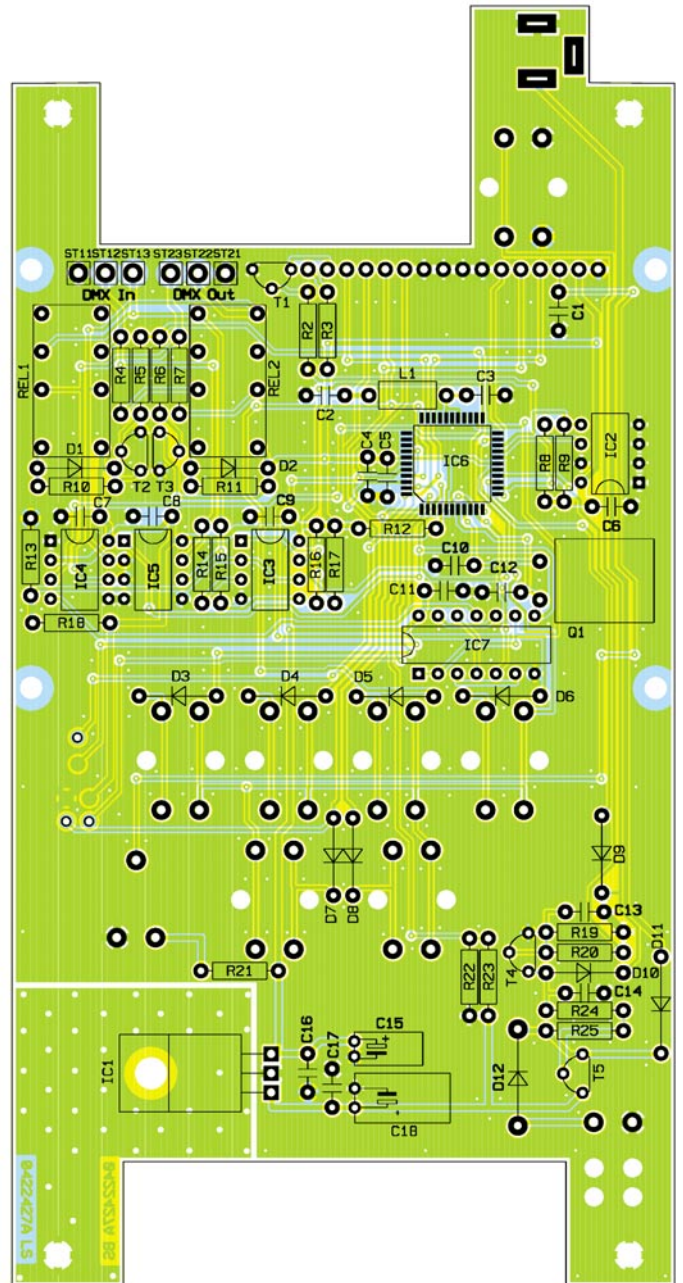 ST11 ST12 ST13 ST23 ST22 ST21
DMX In DMX Out
T1
C1
REL1
R4
R5
R6
R7
REL2
R2
R3
L1
C2
C3
D1
D2
T2 T3
R10
R11
C4
C5
IC6
R8
R9
IC2
C6
C7
C8
C9
R12
R13
IC4
IC5
R14
R15
IC3
R16
R17
C10
C11
C12
Q1
R18
IC7
D3
D4
D5
D6
D7
D8
D9
C13
R19
R20
D10
D11
R21
R22
R23
T4
C14
R24
R25
IC1
C16
C17
C15
+
C18
+
D12
T5
0422427A LS
0422427A BS